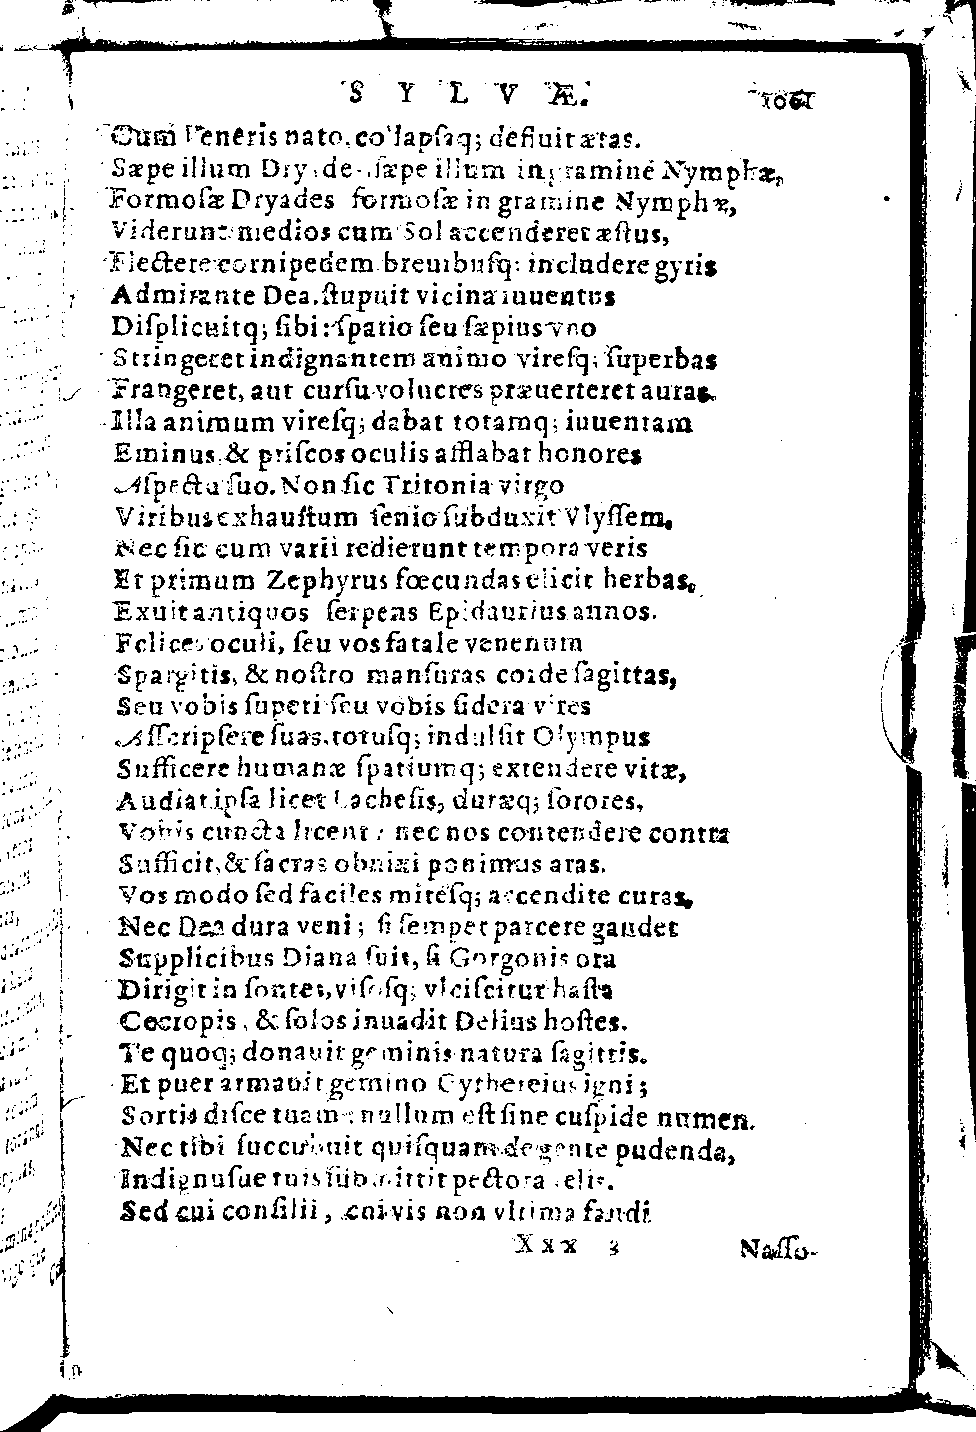 SYLVÆ. 1061
Cum Veneris nato, collapsaq; defluit ætas.
Sæpe illum Dryades sæpe illum in gramine Nymphæ,
Formosæ Dryades formosæ in gramine Nymphæ,
Viderunt medios cum Sol accenderet æstus,
Flectere cornipedem breuibusq; includere gyris
Admirante Dea. stupuit vicina iuuentus
Displicuitq; sibi: spatio seu sæpius vno
Stringeret indignantem animo viresq; superbas
Frangeret, aut cursu volucres præuerteret auras.
Illa animum viresq; dabat totamq; iuuentam
Eminus, & priscos oculis afflabat honores
Aspectu suo. Non sic Tritonia virgo
Viribus exhaustum senio subduxit Vlyssem,
Nec sic cum varii redierunt tempora veris
Et primum Zephyrus fœcundas elicit herbas,
Exuit antiquos serpens Epidaurius annos.
Felices oculi, seu vos fatale venenum
Spargitis, & nostro mansuras corde sagittas,
Seu vobis superi seu vobis sidera vires
Asscripsere suas, totusq; indulsit Olympus
Sufficere humanæ spatiumq; extendere vitæ,
Audiat ipsa licet Lachesis, duræq; sorores,
Vobis cuncta licent: nec nos contendere contra
Sufficit, & sacras obnixi ponimus aras.
Vos modo sed faciles mitesq; accendite curas,
Nec Dea dura veni; si semper parcere gaudet
Supplicibus Diana suis, si Gorgonis ora
Dirigit in sontes, visosq; vlciscitur hasta
Cecropis, & solos inuadit Delius hostes.
Te quoq; donauit geminis natura sagittis.
Et puer armauit gemino Cythereius igni;
Sortis disce tuam: nullum est sine cuspide numen.
Nec tibi succubuit quisquam de gente pudenda,
Indignusue tuis submittit pectora telis.
Sed cui consilii, cui vis non vltima fandi
Xxx 3 Nasso-